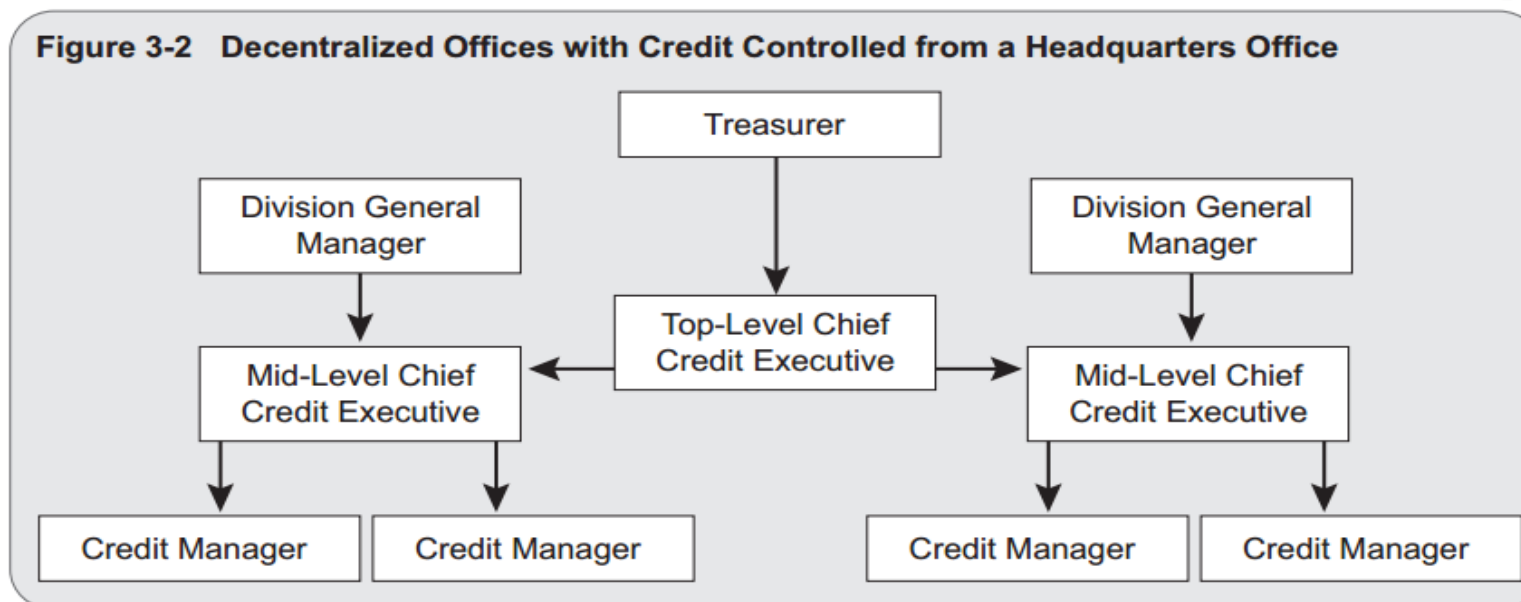 Figure 3-2 Decentralized Offices with Credit Controlled from a Headquarters Office
Treasurer
Division General
Manager
Division General
Manager
Top-Level Chief
Credit Executive
Mid-Level Chief
Credit Executive
Mid-Level Chief
Credit Executive
Credit Manager
Credit Manager
Credit Manager
Credit Manager